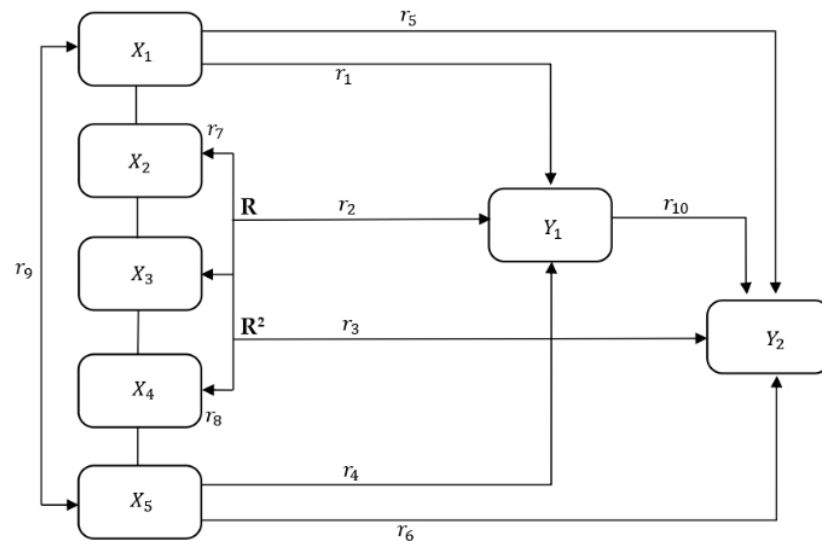 r₅
X₁
r₁
r₇
X₂
R
r₂
Y₁
r₁₀
r₉
X₃
R²
r₃
Y₂
X₄
r₈
r₄
X₅
r₆